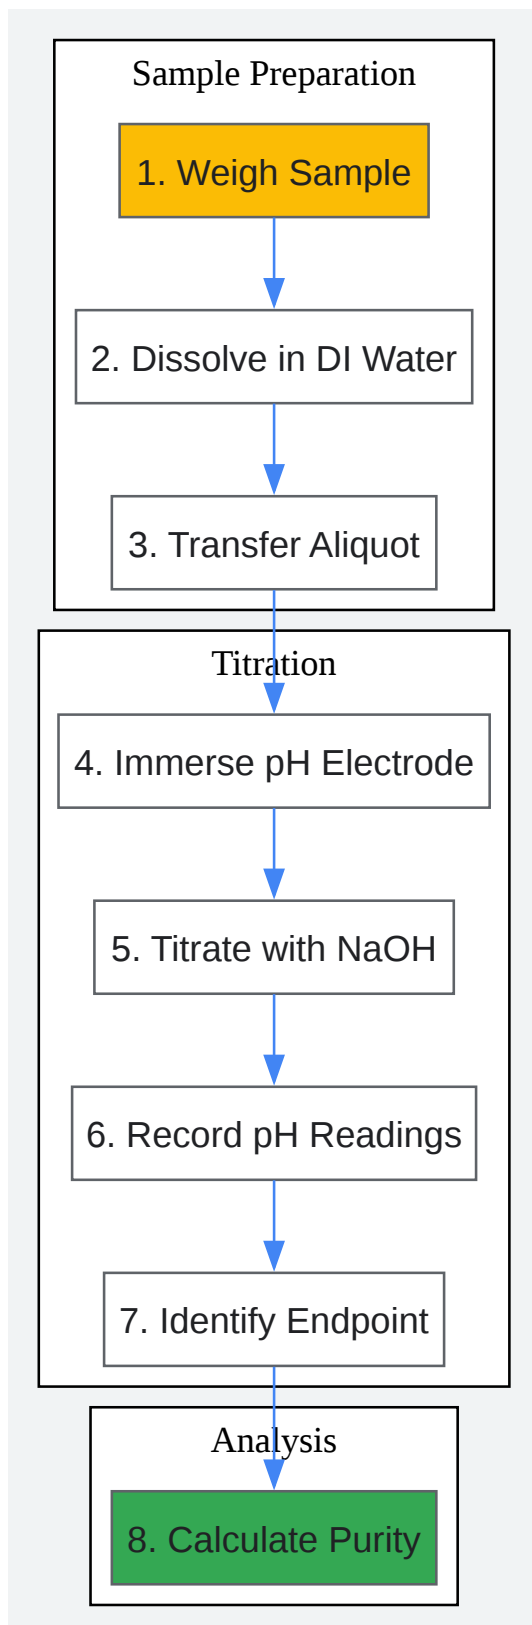 Sample Preparation
1. Weigh Sample
2. Dissolve in DI Water
3. Transfer Aliquot
Titration
4. Immerse pH Electrode
5. Titrate with NaOH
6. Record pH Readings
7. Identify Endpoint
Analysis
8. Calculate Purity